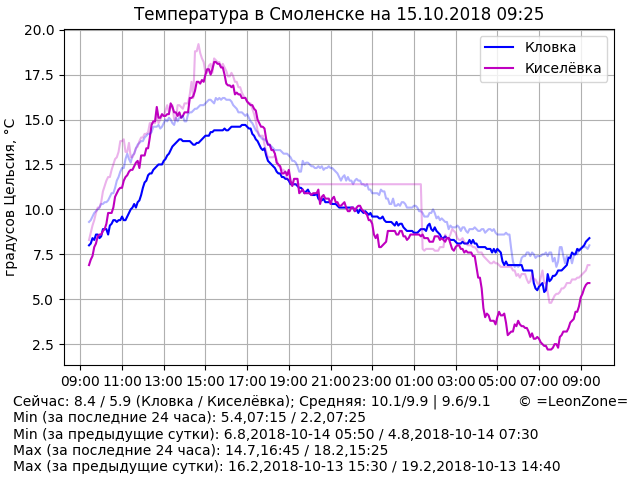 Температура в Смоленске на 15.10.2018 09:25
Кловка
Киселёвка
градусов Цельсия, °C
20.0
17.5
15.0
12.5
10.0
7.5
5.0
2.5
09:00 11:00 13:00 15:00 17:00 19:00 21:00 23:00 01:00 03:00 05:00 07:00 09:00
Сейчас: 8.4 / 5.9 (Кловка / Киселёвка); Средняя: 10.1/9.9 | 9.6/9.1 © =LeonZone=
Min (за последние 24 часа): 5.4,07:15 / 2.2,07:25
Min (за предыдущие сутки): 6.8,2018-10-14 05:50 / 4.8,2018-10-14 07:30
Max (за последние 24 часа): 14.7,16:45 / 18.2,15:25
Max (за предыдущие сутки): 16.2,2018-10-13 15:30 / 19.2,2018-10-13 14:40